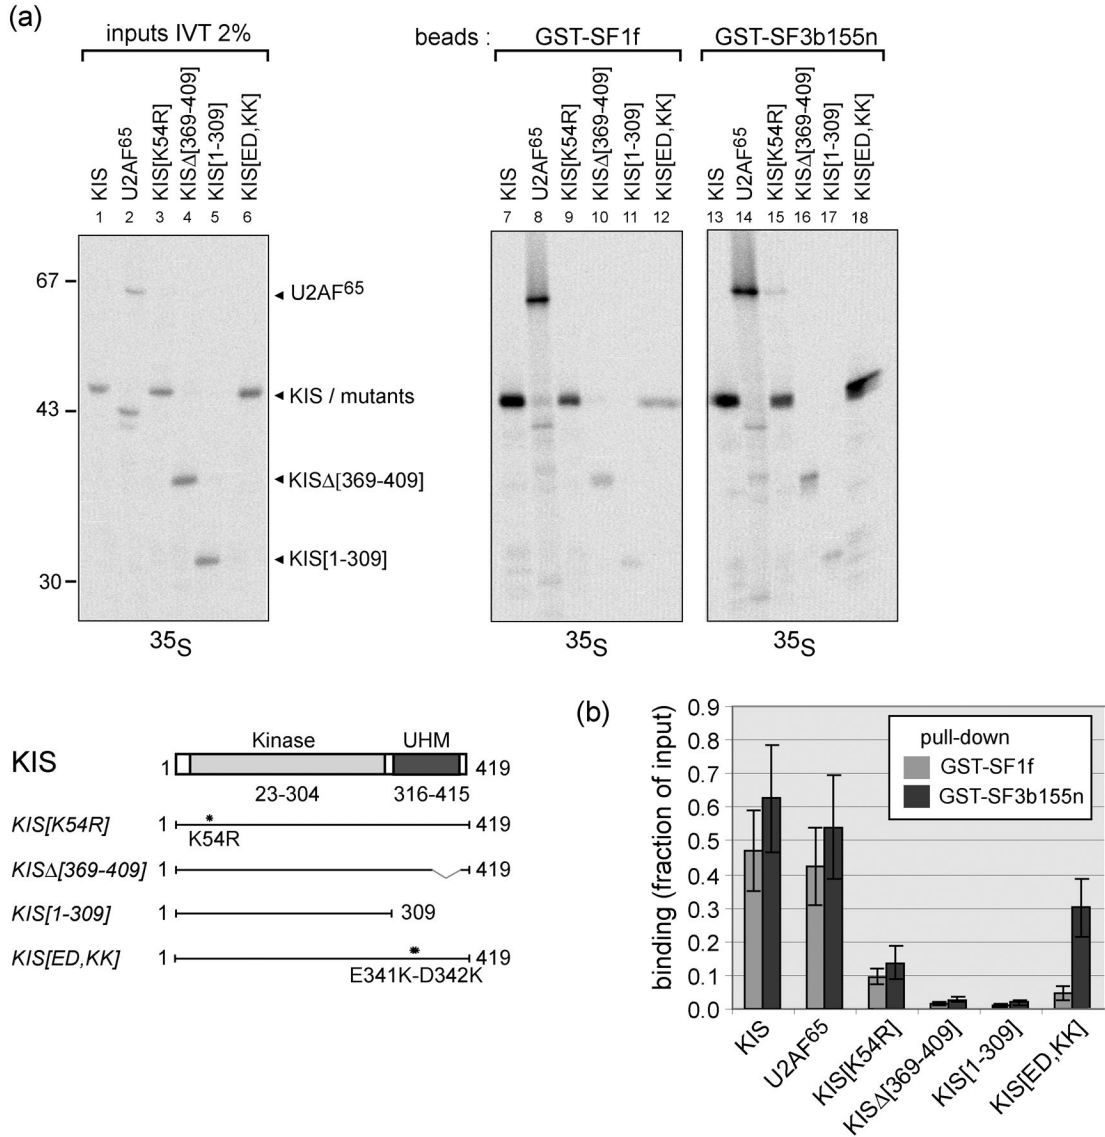 (a)
inputs IVT 2%
beads :
GST-SF1f
GST-SF3b155n
KIS
U2AF65
KIS[K54R]
KISΔ[369-409]
KIS[1-309]
KIS[ED,KK]
KIS
U2AF65
KIS[K54R]
KISΔ[369-409]
KIS[1-309]
KIS[ED,KK]
KIS
U2AF65
KIS[K54R]
KISΔ[369-409]
KIS[1-309]
KIS[ED,KK]
1 2 3 4 5 6
7 8 9 10 11 12
13 14 15 16 17 18
67
43
30
U2AF65
KIS / mutants
KISΔ[369-409]
KIS[1-309]
35S
35S
35S
Kinase UHM
KIS 1 419
23-304 316-415
KIS[K54R] 1 * 419
K54R
KISΔ[369-409] 1 419
KIS[1-309] 1 309
KIS[ED,KK] 1 ** 419
E341K-D342K
(b)
binding (fraction of input)
0.9
0.8
0.7
0.6
0.5
0.4
0.3
0.2
0.1
0.0
pull-down
GST-SF1f
GST-SF3b155n
KIS
U2AF65
KIS[K54R]
KISΔ[369-409]
KIS[1-309]
KIS[ED,KK]